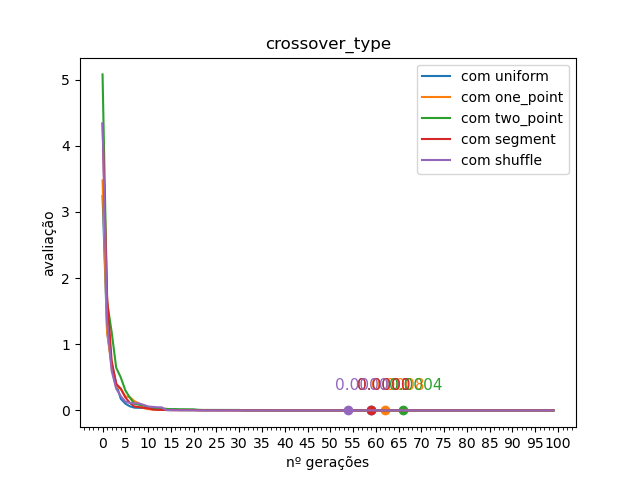 crossover_type
com uniform
com one_point
com two_point
com segment
com shuffle
avaliação
5
4
3
2
1
0
0 5 10 15 20 25 30 35 40 45 50 55 60 65 70 75 80 85 90 95 100
nº gerações